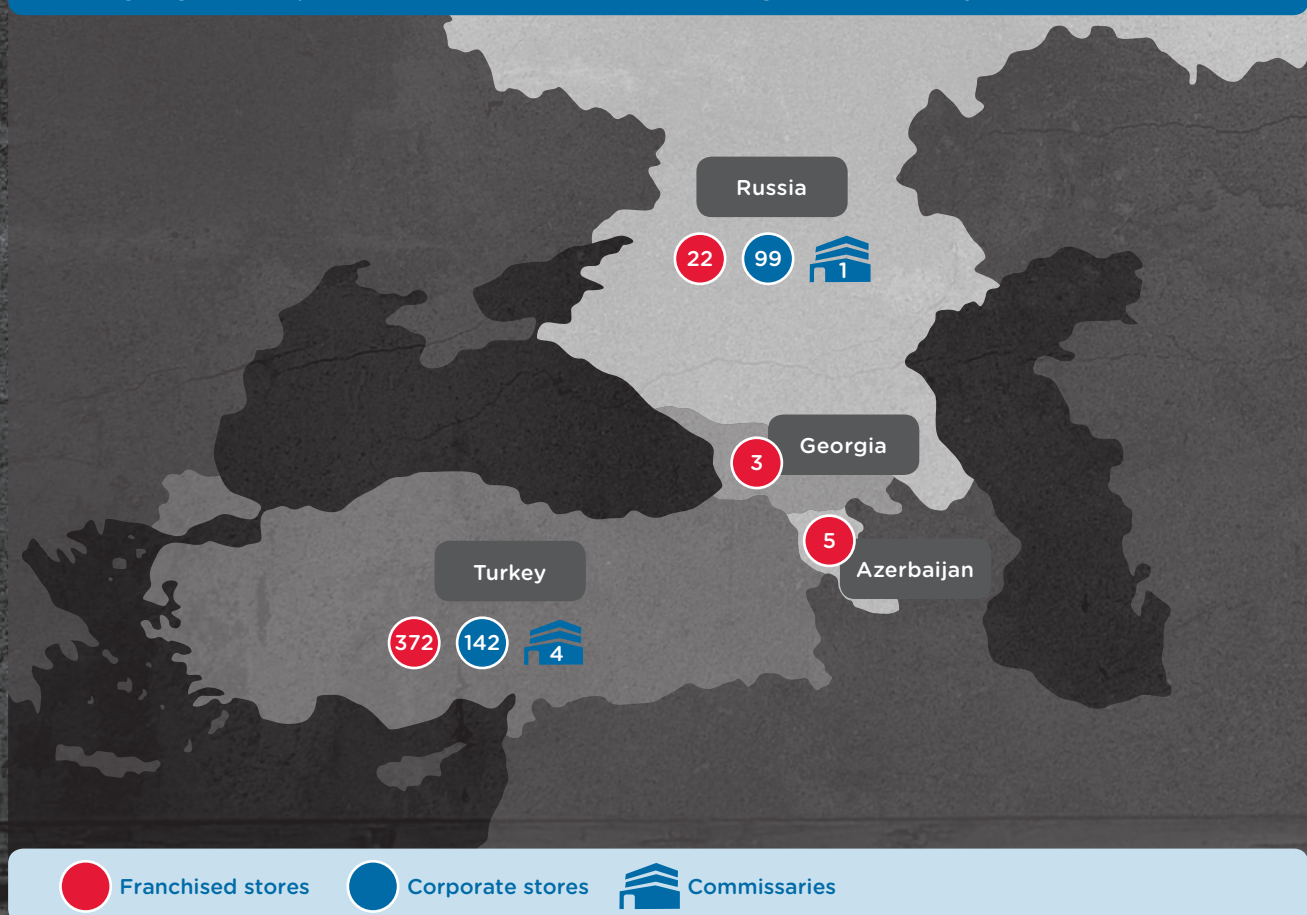 Russia
22 99 1
Georgia
3
5
Azerbaijan
Turkey
372 142 4
Franchised stores Corporate stores Commissaries